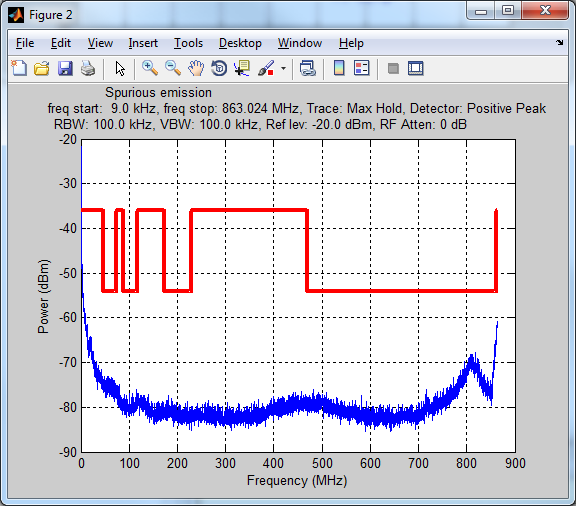 Figure 2
File Edit View Insert Tools Desktop Window Help
Spurious emission
freq start: 9.0 kHz, freq stop: 863.024 MHz, Trace: Max Hold, Detector: Positive Peak
RBW: 100.0 kHz, VBW: 100.0 kHz, Ref lev: -20.0 dBm, RF Atten: 0 dB
-20
-30
-40
-50
-60
-70
-80
-90
Power (dBm)
0 100 200 300 400 500 600 700 800 900
Frequency (MHz)